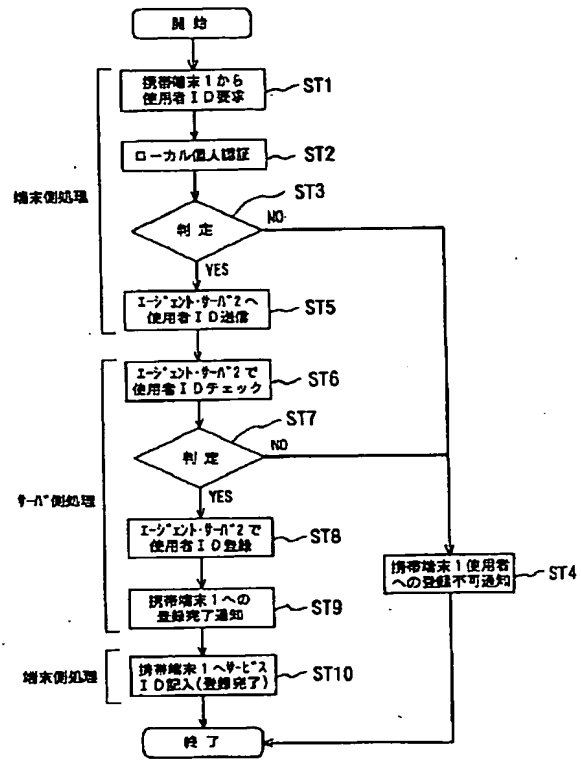 開始
携帯端末1から
使用者ID要求
ST1
ローカル個人認証
ST2
ST3
判定
NO
YES
端末側処理
エージェント・サーバ2へ
使用者ID送信
ST5
エージェント・サーバ2で
使用者IDチェック
ST6
ST7
判定
NO
YES
サーバ側処理
エージェント・サーバ2で
使用者ID登録
ST8
携帯端末1使用者
への登録不可通知
ST4
携帯端末1への
登録完了通知
ST9
端末側処理
携帯端末1へサービス
ID記入(登録完了)
ST10
終了